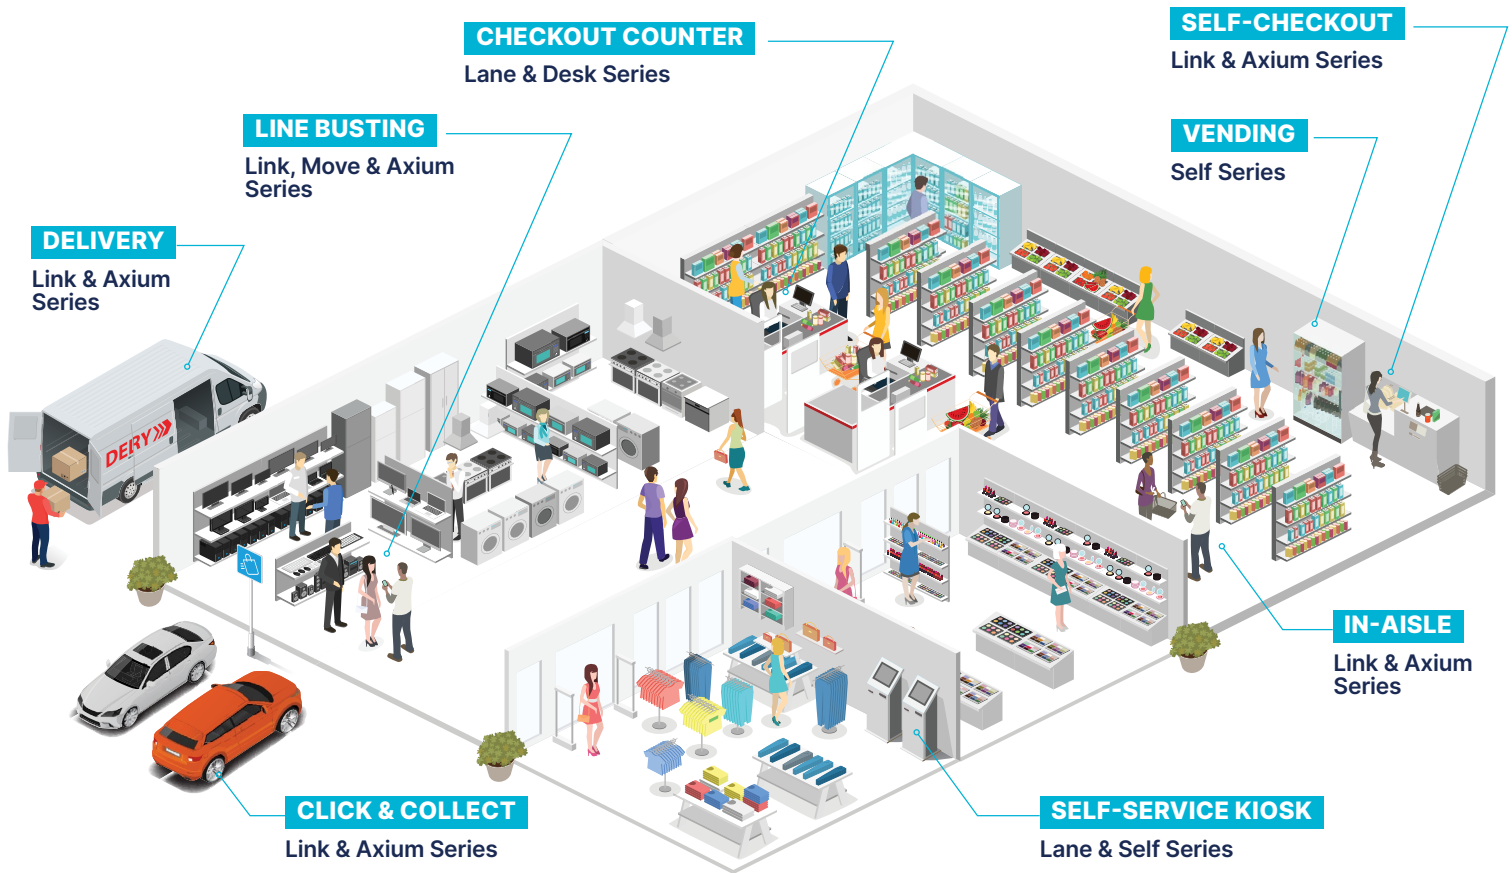 SELF-CHECKOUT
Link & Axium Series
CHECKOUT COUNTER
Lane & Desk Series
LINE BUSTING
Link, Move & Axium
Series
VENDING
Self Series
DELIVERY
Link & Axium
Series
DERY
IN-AISLE
Link & Axium
Series
CLICK & COLLECT
Link & Axium Series
SELF-SERVICE KIOSK
Lane & Self Series